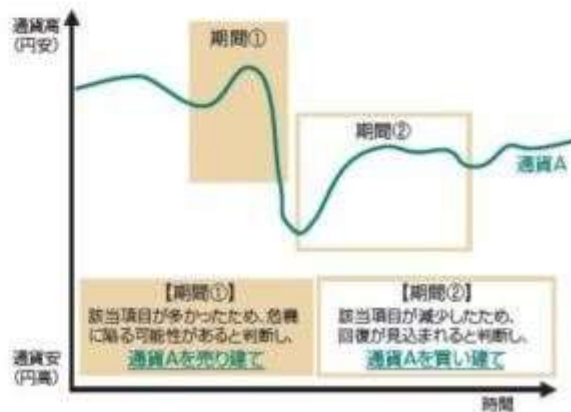 通貨高
(円安)
期間①
期間②
通貨A
【期間①】
該当項目が多かったため、危機
に陥る可能性があると判断し、
通貨Aを売り建て
【期間②】
該当項目が減少したため、
回復が見込まれると判断し、
通貨Aを買い建て
通貨安
(円高)
時間